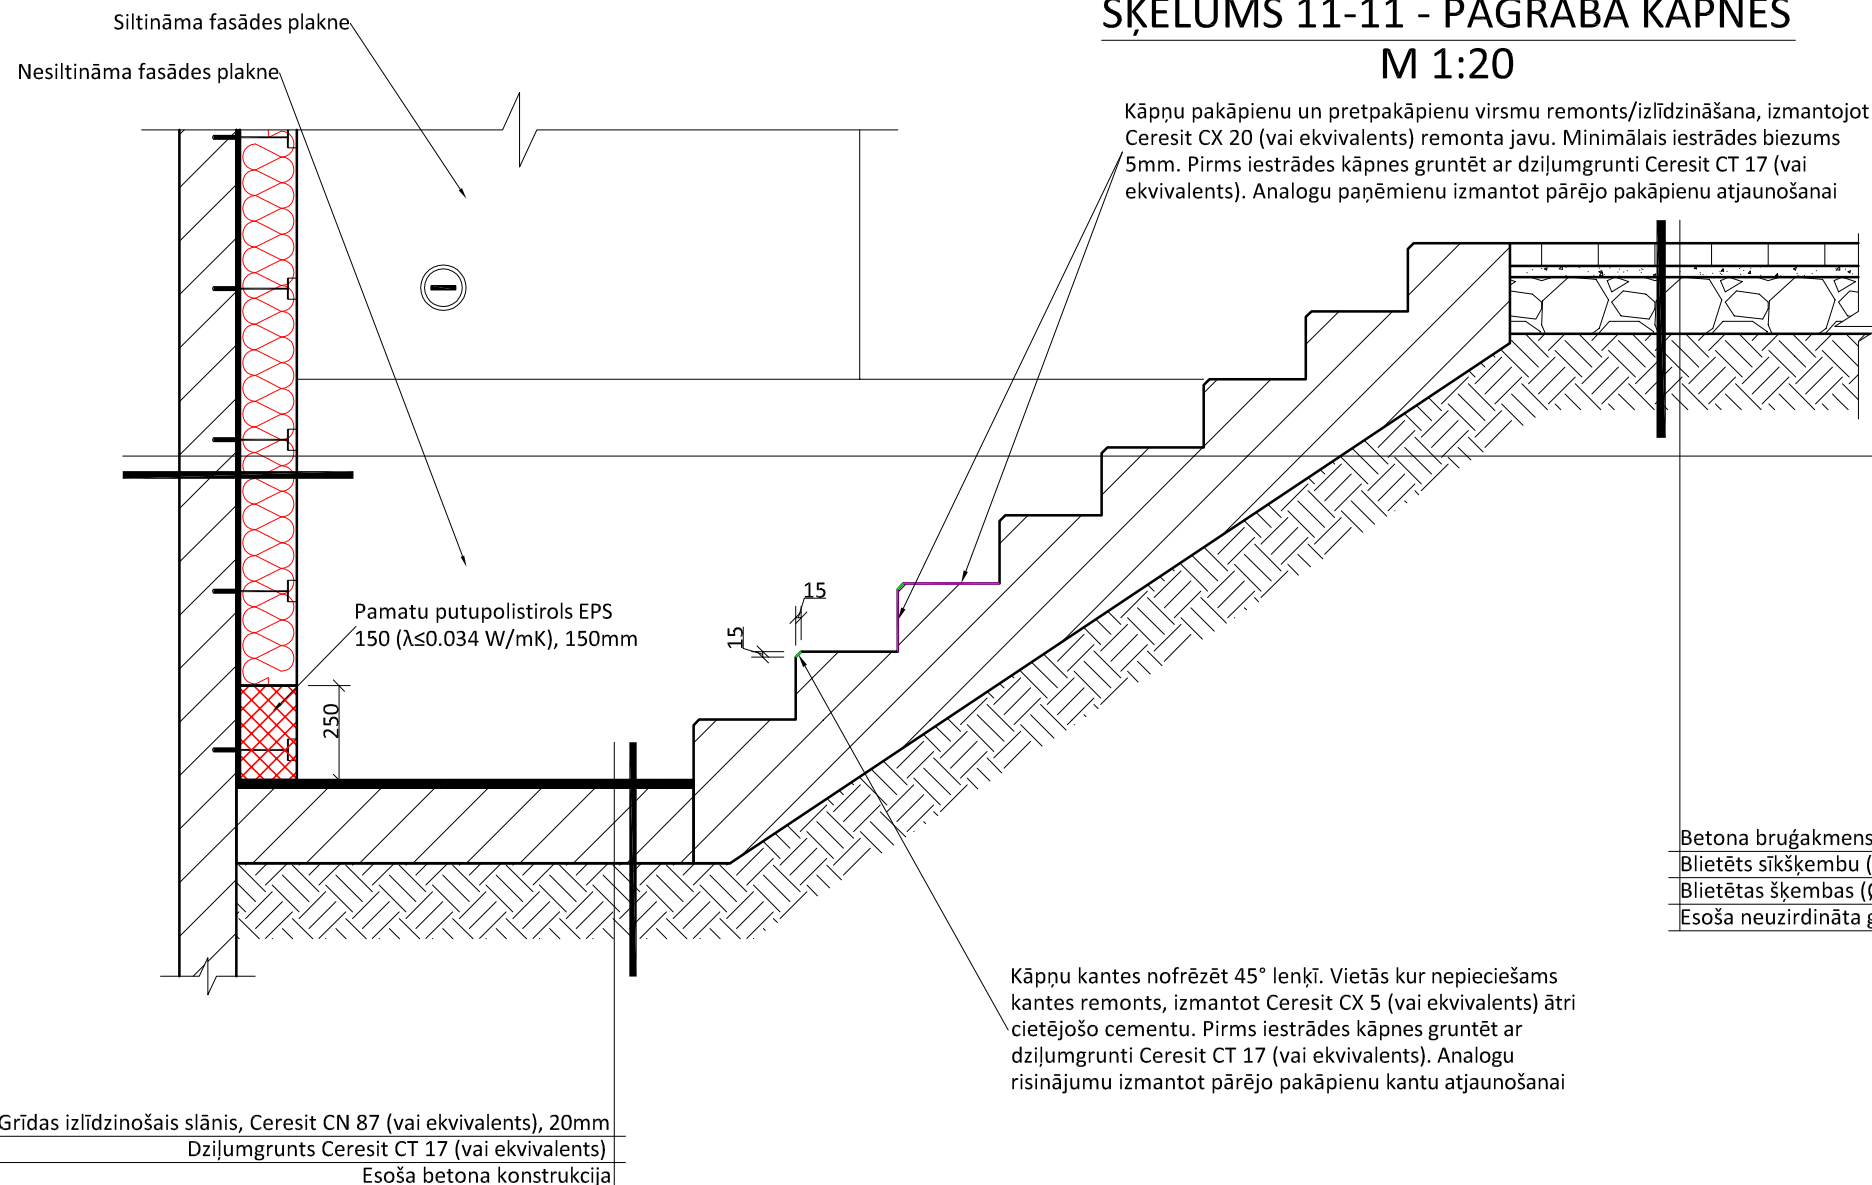 Siltināma fasādes plakne
Nesiltināma fasādes plakne
ŠĶĒLUMS 11-11 - PAGRABA KĀPNES
M 1:20
Kāpņu pakāpienu un pretpakāpienu virsmu remonts/izlīdzināšana, izmantojot
Ceresit CX 20 (vai ekvivalents) remonta javu. Minimālais iestrādes biezums
5mm. Pirms iestrādes kāpnes gruntēt ar dziļumgrunti Ceresit CT 17 (vai
ekvivalents). Analogu paņēmienu izmantot pārējo pakāpienu atjaunošanai
15
15
Pamatu putupolistirols EPS
150 (λ≤0.034 W/mK), 150mm
250
Betona bruģakmens
Blietēts sīkšķembu (
Blietētas šķembas (
Esoša neuzirdināta g
Kāpņu kantes nofrēzēt 45° leņķī. Vietās kur nepieciešams
kantes remonts, izmantot Ceresit CX 5 (vai ekvivalents) ātri
cietējošo cementu. Pirms iestrādes kāpnes gruntēt ar
dziļumgrunti Ceresit CT 17 (vai ekvivalents). Analogu
risinājumu izmantot pārējo pakāpienu kantu atjaunošanai
Grīdas izlīdzinošais slānis, Ceresit CN 87 (vai ekvivalents), 20mm
Dziļumgrunts Ceresit CT 17 (vai ekvivalents)
Esoša betona konstrukcija